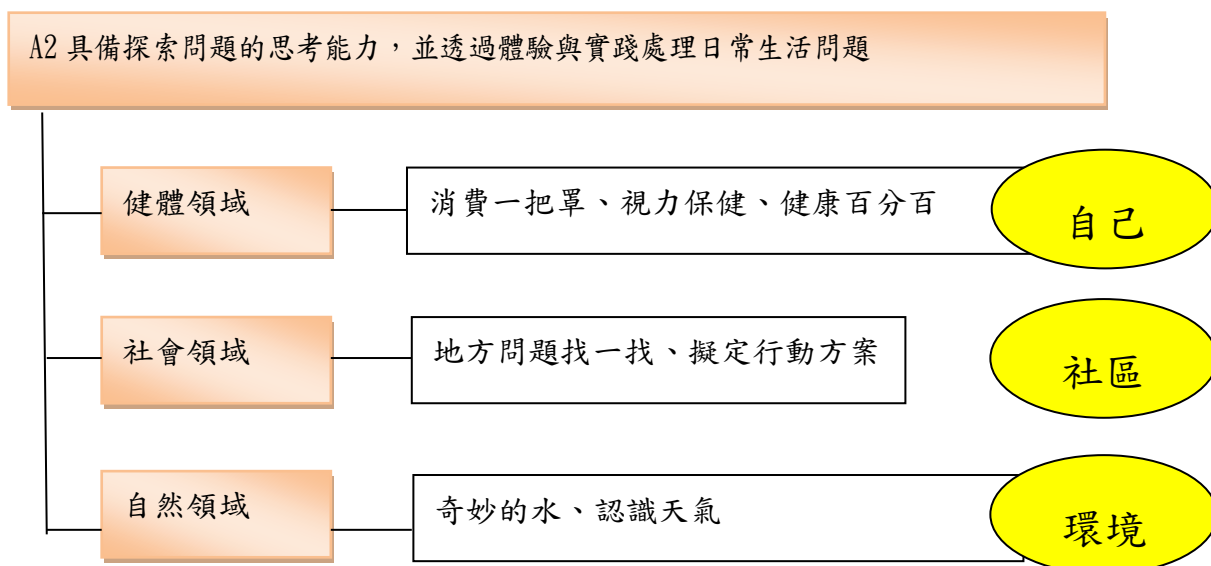 A2 具備探索問題的思考能力，並透過體驗與實踐處理日常生活問題
健體領域
消費一把罩、視力保健、健康百分百
自己
社會領域
地方問題找一找、擬定行動方案
社區
自然領域
奇妙的水、認識天氣
環境